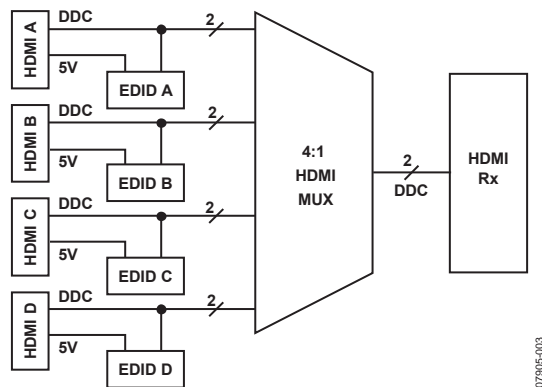 HDMI A
DDC
2
5V
EDID A
HDMI B
DDC
2
5V
EDID B
HDMI C
DDC
2
5V
EDID C
HDMI D
DDC
2
5V
EDID D
4:1
HDMI
MUX
2
DDC
HDMI
Rx
07905-003